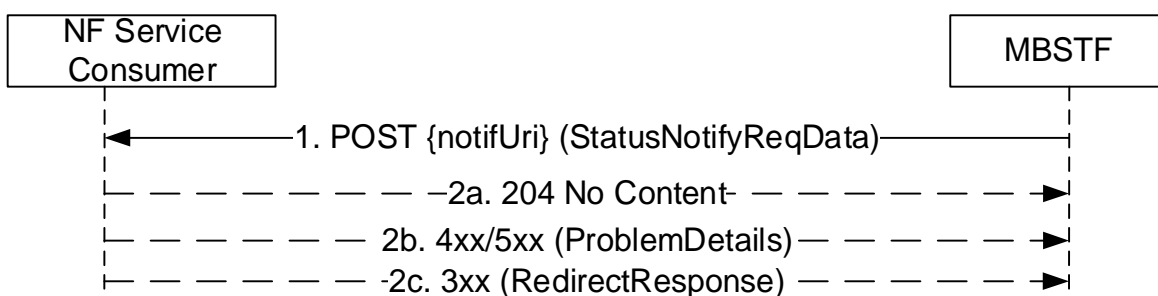 NF Service
Consumer
MBSTF
1. POST {notifUri} (StatusNotifyReqData)
2a. 204 No Content
2b. 4xx/5xx (ProblemDetails)
2c. 3xx (RedirectResponse)